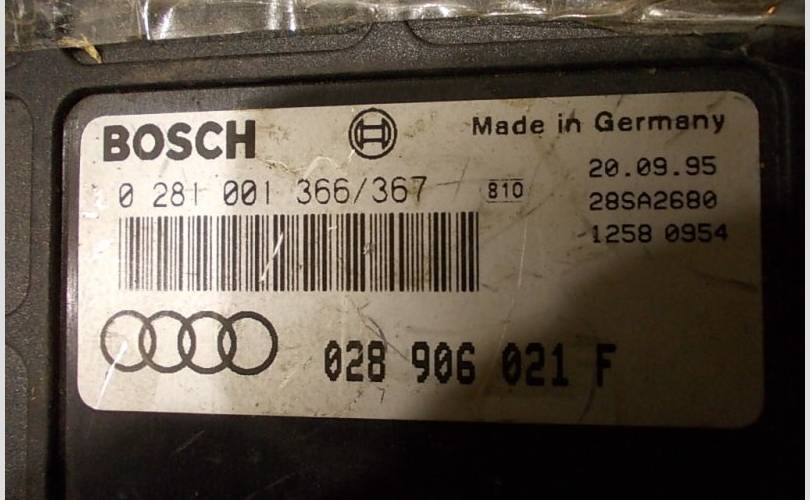 BOSCH
Made in Germany
0 281 001 366/367
810
20.09.95
28SA2680
1258 0954
028 906 021 F